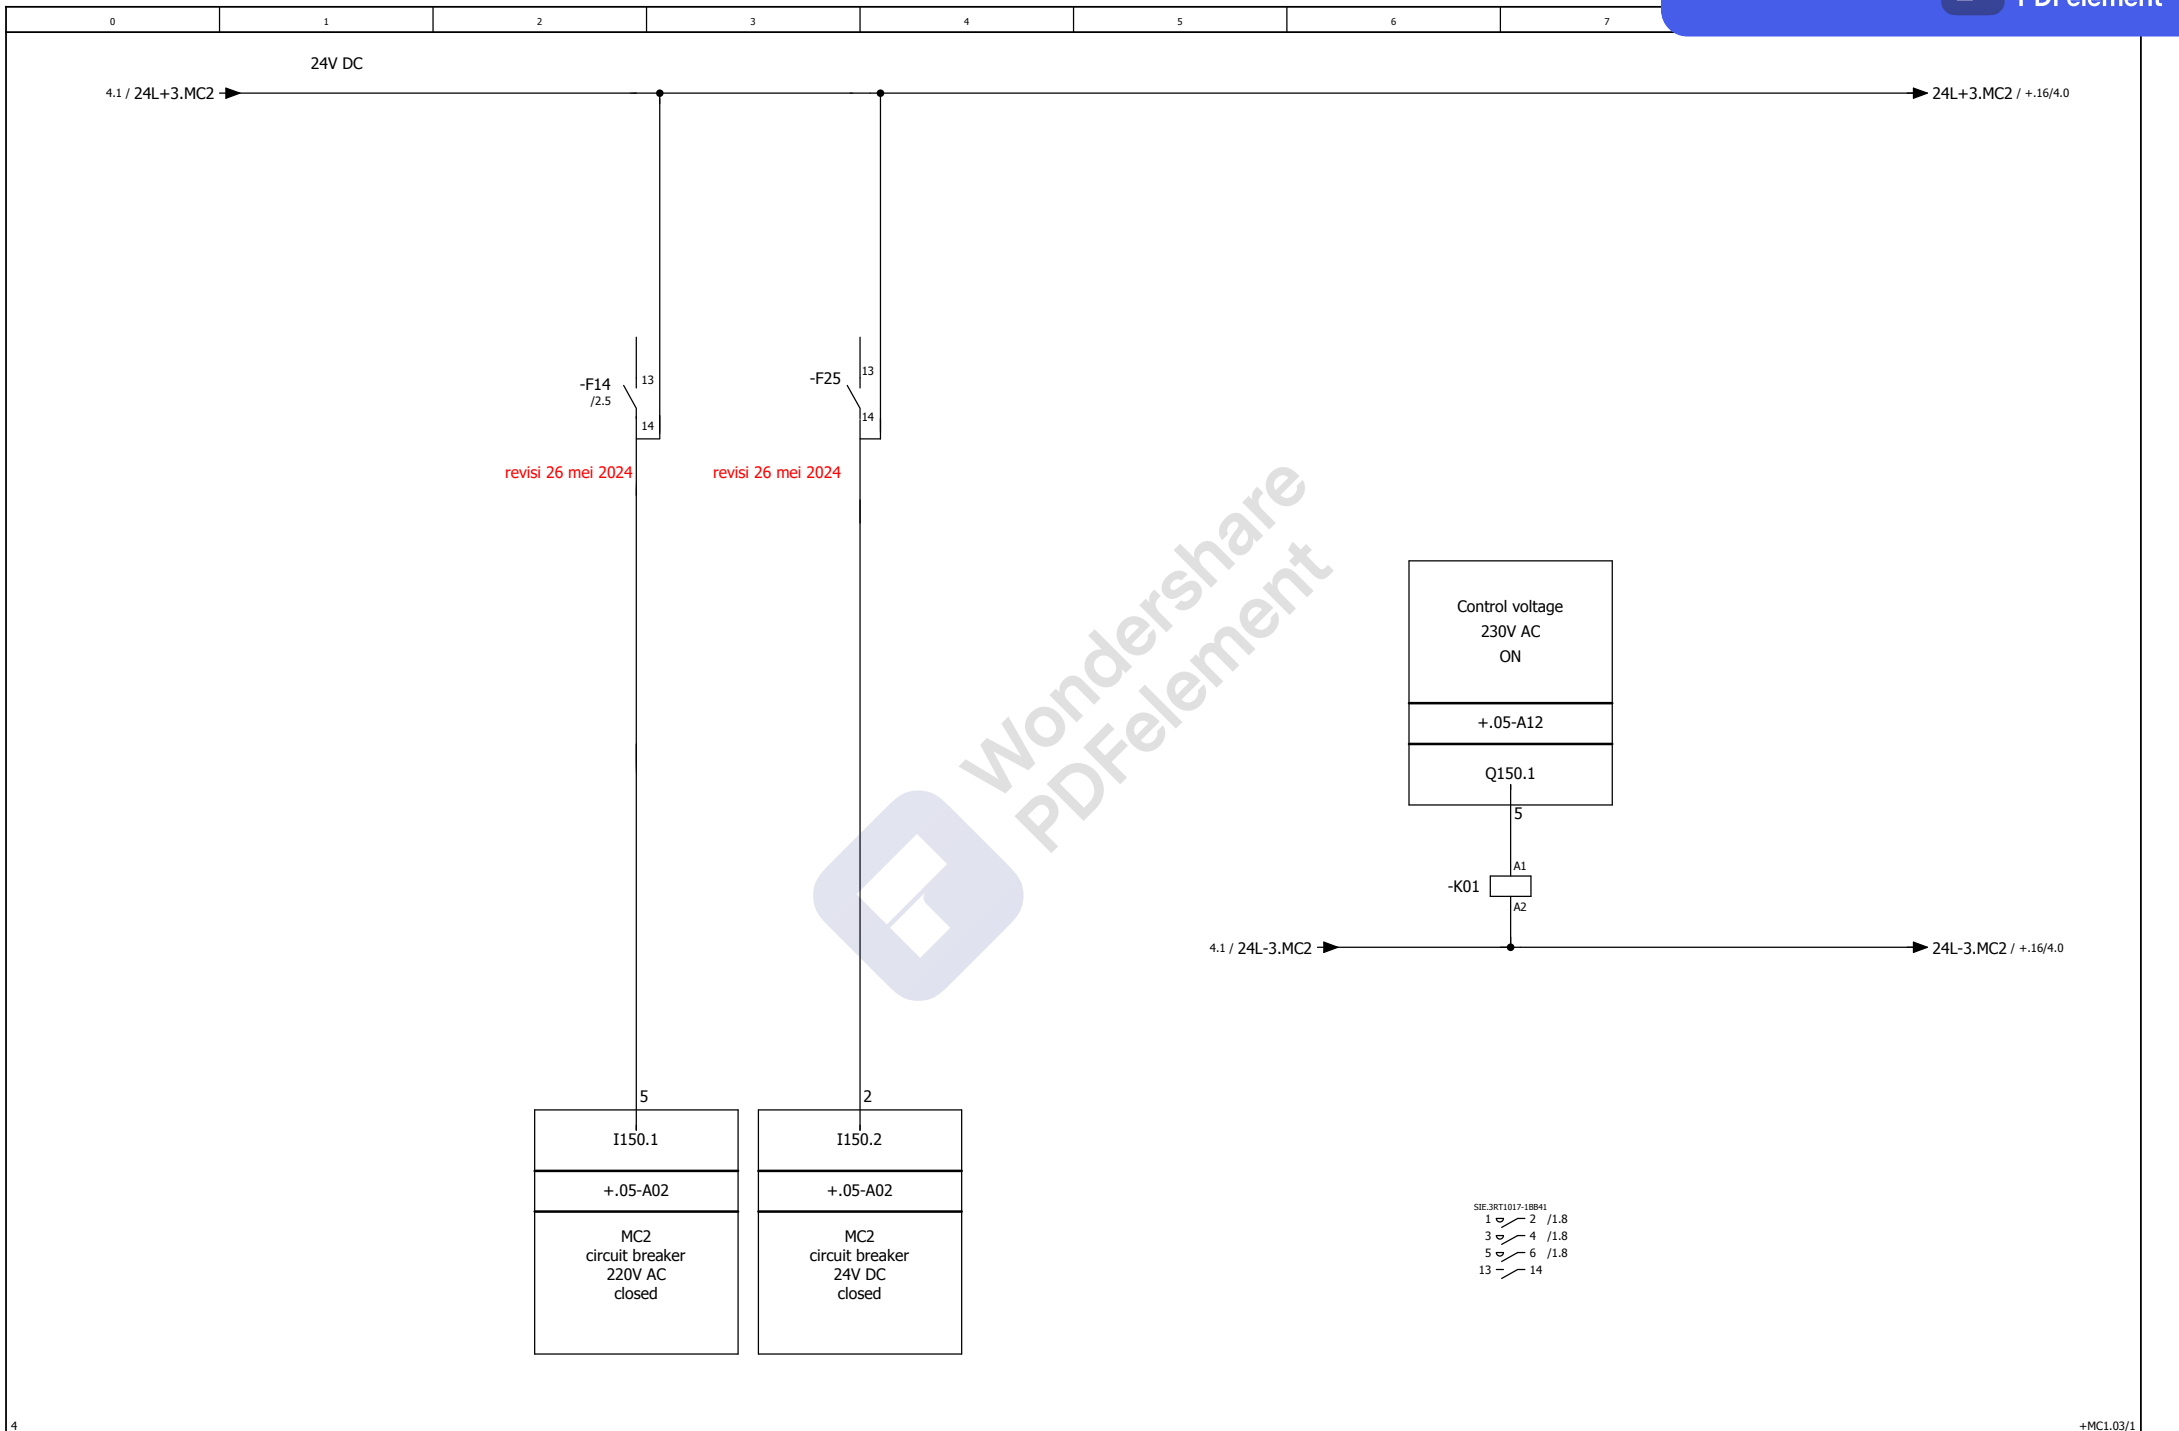 0 1 2 3 4 5 6 7
PDFelement
24V DC
4.1 / 24L+3.MC2
24L+3.MC2 / +.16/4.0
-F14
/2.5
13
14
-F25
13
14
revisi 26 mei 2024
revisi 26 mei 2024
Wondershare
PDFelement
Control voltage
230V AC
ON
+.05-A12
Q150.1
5
A1
-K01
A2
4.1 / 24L-3.MC2
24L-3.MC2 / +.16/4.0
5
I150.1
+.05-A02
MC2
circuit breaker
220V AC
closed
2
I150.2
+.05-A02
MC2
circuit breaker
24V DC
closed
SIE.3RT1017-1BB41
1 2 /1.8
3 4 /1.8
5 6 /1.8
13 14
4
+MC1.03/1